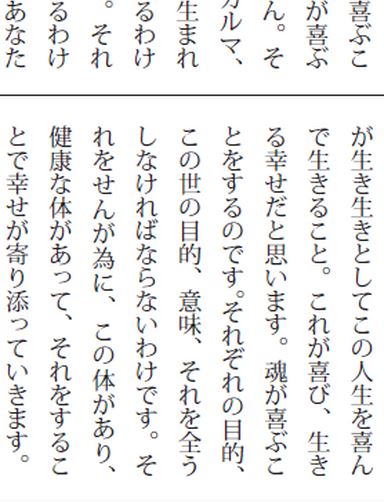 喜ぶこ
が喜ぶ
ん。そ
カルマ、
生まれ
るわけ
。それ
るわけ
あなた
が生き生きとしてこの人生を喜ん
で生きること。これが喜び、生き
る幸せだと思います。魂が喜ぶこ
とをするのです。それぞれの目的、
この世の目的、意味、それを全う
しなければならないわけです。そ
れをせんが為に、この体があり、
健康な体があって、それをするこ
とで幸せが寄り添っていきます。